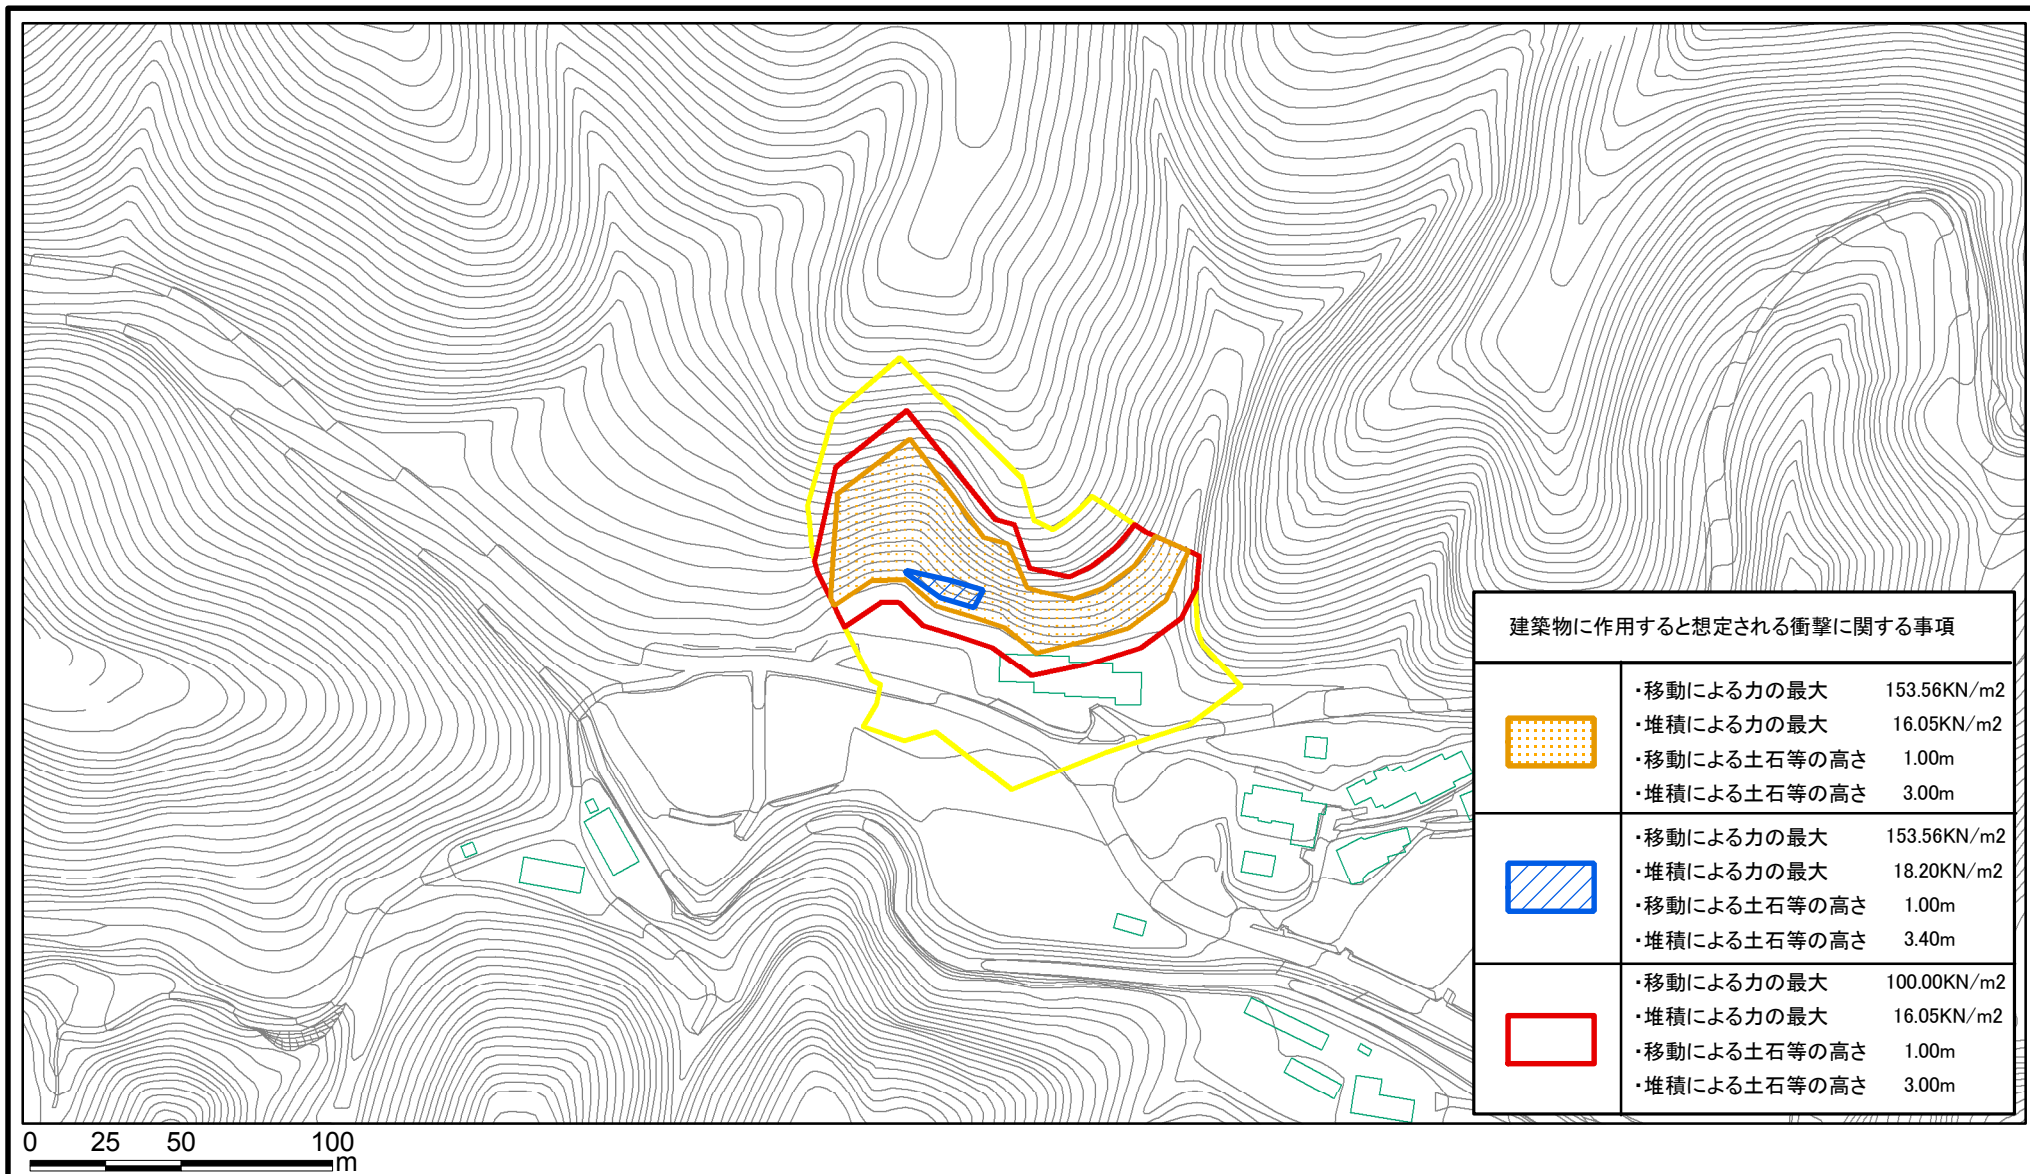 建築物に作用すると想定される衝撃に関する事項
・移動による力の最大 153.56KN/m2
・堆積による力の最大 16.05KN/m2
・移動による土石等の高さ 1.00m
・堆積による土石等の高さ 3.00m
・移動による力の最大 153.56KN/m2
・堆積による力の最大 18.20KN/m2
・移動による土石等の高さ 1.00m
・堆積による土石等の高さ 3.40m
・移動による力の最大 100.00KN/m2
・堆積による力の最大 16.05KN/m2
・移動による土石等の高さ 1.00m
・堆積による土石等の高さ 3.00m
0 25 50 100
m